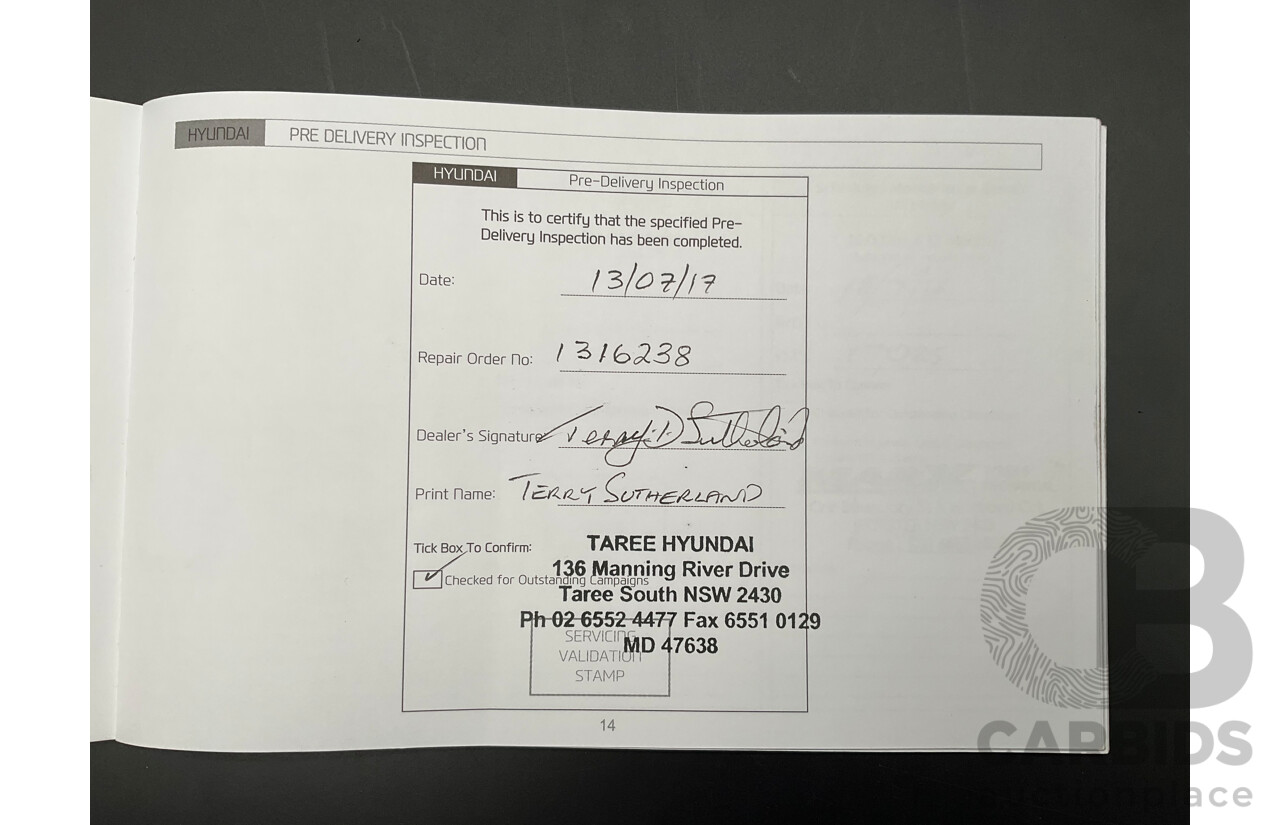 HYUNDAI PRE DELIVERY INSPECTION
HYUNDAI Pre-Delivery Inspection
This is to certify that the specified Pre-
Delivery Inspection has been completed.
Date: 13/07/17
Repair Order No: 1316238
Dealer's Signature Terry D Sutherland
Print Name: TERRY SUTHERLAND
Tick Box To Confirm:
Checked for Outstanding Campaigns
TAREE HYUNDAI
136 Manning River Drive
Taree South NSW 2430
Ph 02 6552 4477 Fax 6551 0129
MD 47638
SERVICING
VALIDATION
STAMP
14
CARBIDS